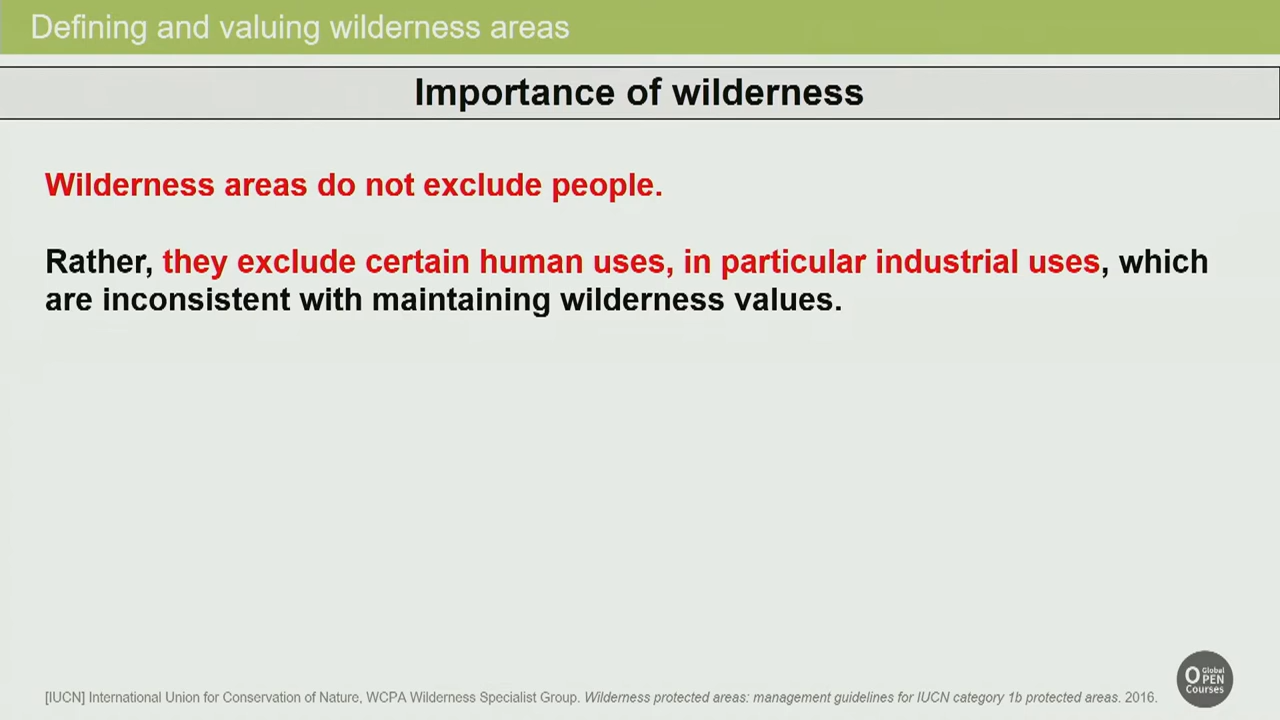 Defining and valuing wilderness areas
Importance of wilderness
Wilderness areas do not exclude people.
Rather, they exclude certain human uses, in particular industrial uses, which
are inconsistent with maintaining wilderness values.
[IUCN] International Union for Conservation of Nature, WCPA Wilderness Specialist Group. Wilderness protected areas: management guidelines for IUCN category 1b protected areas. 2016.
Global
OPEN
Courses